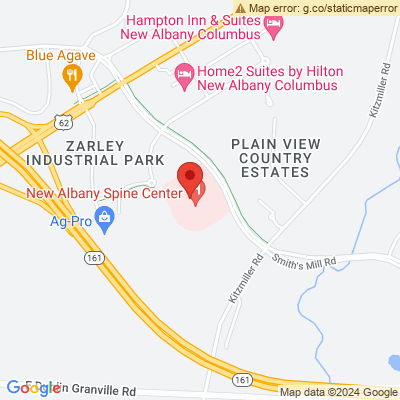 Map error: g.co/staticmaperror
Hampton Inn & Suites
New Albany Columbus
Blue Agave
Home2 Suites by Hilton
New Albany Columbus
Kitzmiller Rd
62
ZARLEY
INDUSTRIAL PARK
PLAIN VIEW
COUNTRY
ESTATES
New Albany Spine Center
Ag-Pro
161
Smith's Mill Rd
Kitzmiller Rd
161
Granville Rd
Google
Map data ©2024 Google